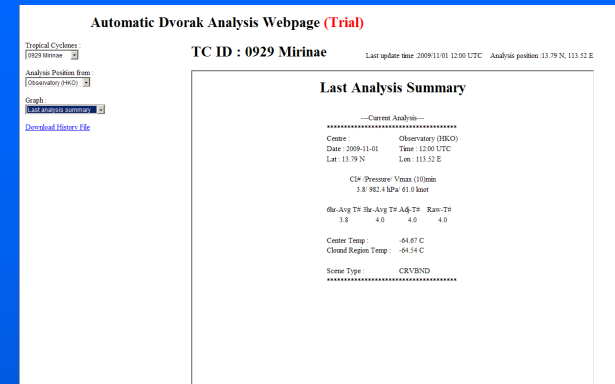 Automatic Dvorak Analysis Webpage (Trial)
Tropical Cyclones :
0929 Mirinae
Analysis Position from :
Observatory (HKO)
Graph :
Last analysis summary
Download History File
TC ID : 0929 Mirinae
Last update time :2009/11/01 12:00 UTC Analysis position :13.79 N, 113.52 E
Last Analysis Summary
---Current Analysis---
**************************************
Centre : Observatory (HKO)
Date : 2009-11-01 Time : 12:00 UTC
Lat : 13.79 N Lon : 113.52 E
CI# /Pressure/ Vmax (10)min
3.8/ 982.4 hPa/ 61.0 knot
6hr-Avg T# 3hr-Avg T# Adj-T# Raw-T#
3.8 4.0 4.0 4.0
Center Temp : -64.67 C
Clound Region Temp : -64.54 C
Scene Type : CRVBND
**************************************